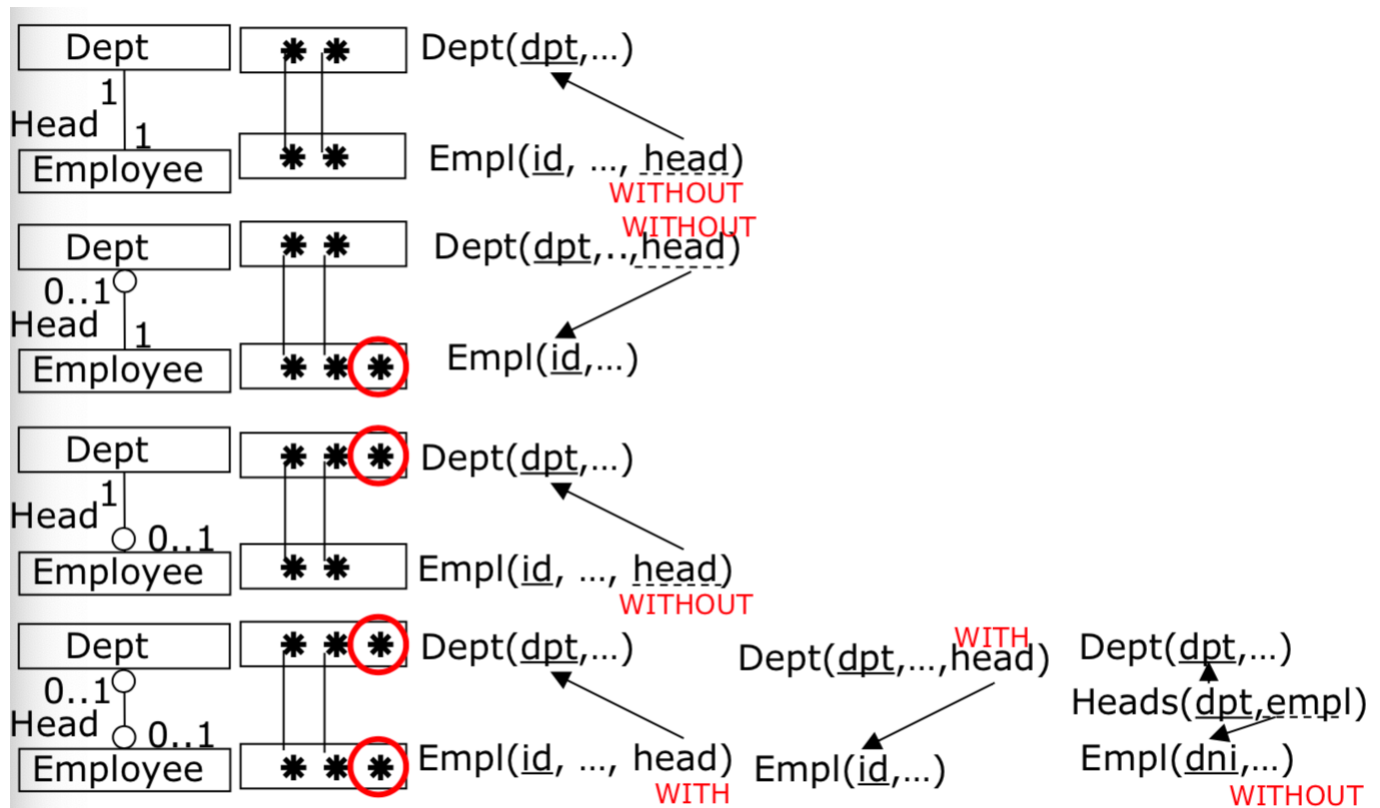 Dept
1
Head
1
Employee
Dept(dpt,...)
Empl(id, ..., head)
WITHOUT
Dept
0..1
Head
1
Employee
WITHOUT
Dept(dpt,..,head)
Empl(id,...)
Dept
1
Head
0..1
Employee
Dept(dpt,...)
Empl(id, ..., head)
WITHOUT
Dept
0..1
Head
0..1
Employee
Dept(dpt,...)
Empl(id, ..., head)
WITH
WITH
Dept(dpt,...,head)
Empl(id,...)
Dept(dpt,...)
Heads(dpt,empl)
Empl(dni,...)
WITHOUT